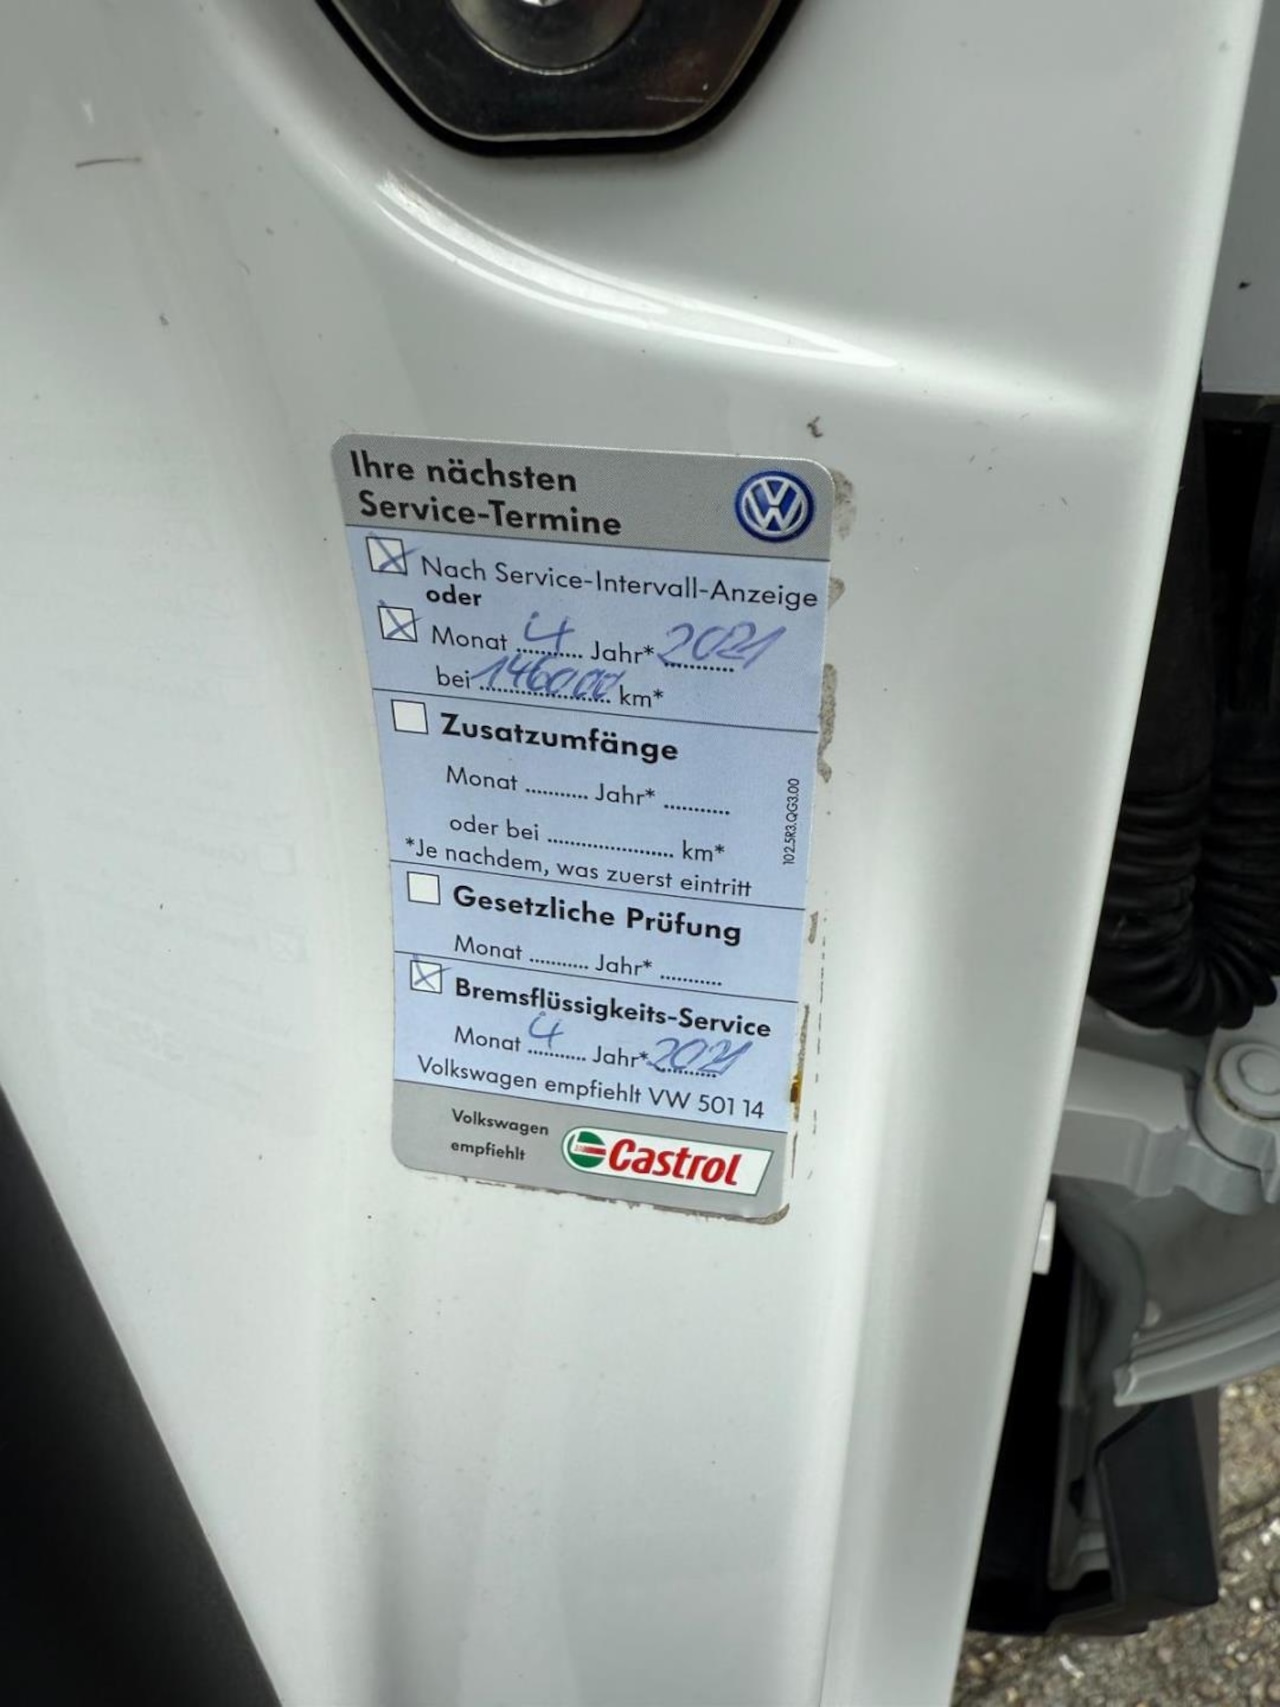 Ihre nächsten
Service-Termine
Nach Service-Intervall-Anzeige
oder
Monat 4 Jahr* 2021
bei 146000 km*
Zusatzumfänge
Monat ........... Jahr* ...........
oder bei ..................... km*
*Je nachdem, was zuerst eintritt
102.5R3.QG3.00
Gesetzliche Prüfung
Monat ........... Jahr* ...........
Bremsflüssigkeits-Service
Monat 4 Jahr* 2021
Volkswagen empfiehlt VW 501 14
Volkswagen
empfiehlt
Castrol